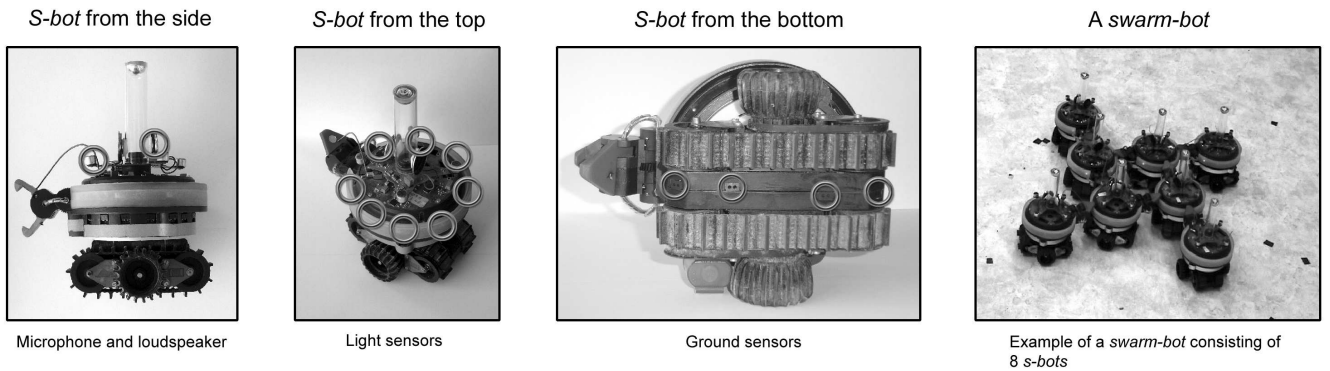 S-bot from the side
S-bot from the top
S-bot from the bottom
A swarm-bot
Microphone and loudspeaker
Light sensors
Ground sensors
Example of a swarm-bot consisting of
8 s-bots